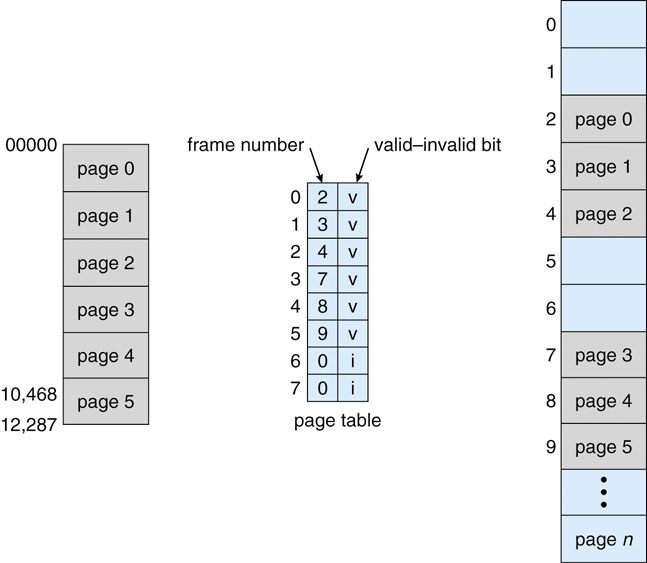 00000
page 0
page 1
page 2
page 3
page 4
10,468
page 5
12,287
frame number
valid–invalid bit
0 2 v
1 3 v
2 4 v
3 7 v
4 8 v
5 9 v
6 0 i
7 0 i
page table
0
1
2 page 0
3 page 1
4 page 2
5
6
7 page 3
8 page 4
9 page 5
page n